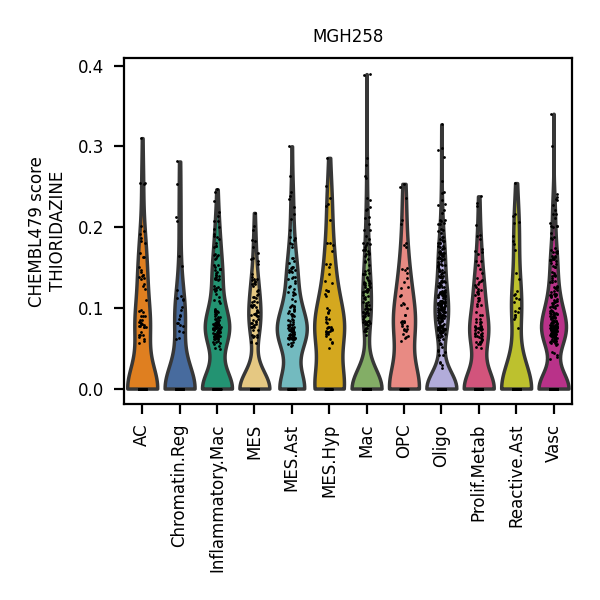 MGH258
CHEMBL479 score
THIORIDAZINE
0.4
0.3
0.2
0.1
0.0
AC
Chromatin.Reg
Inflammatory.Mac
MES
MES.Ast
MES.Hyp
Mac
OPC
Oligo
Prolif.Metab
Reactive.Ast
Vasc